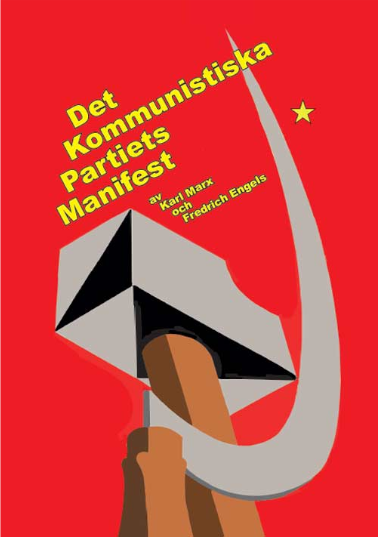 Det
Kommunistiska
Partiets
Manifest
av
Karl Marx
och
Fredrich Engels